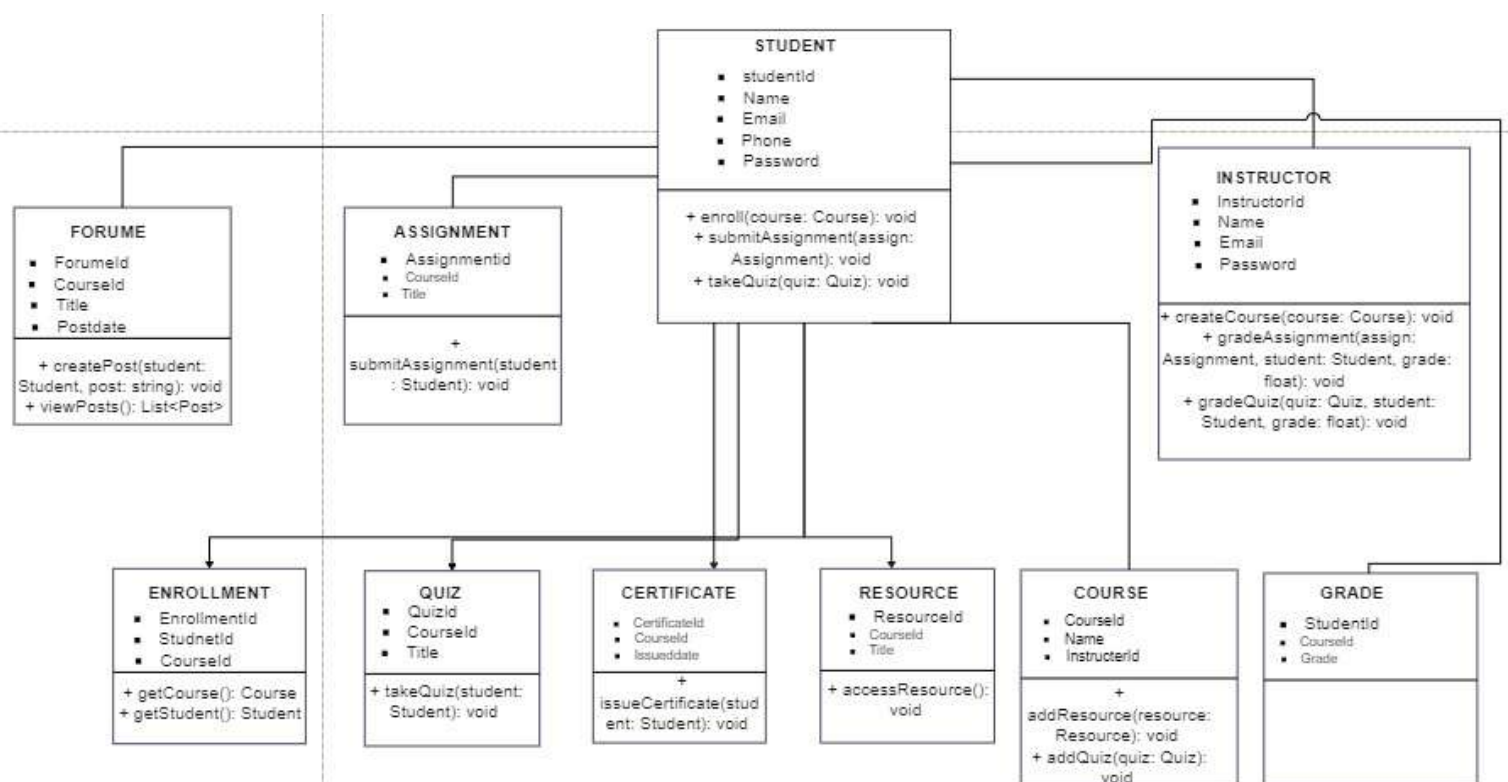 STUDENT
studentId
Name
Email
Phone
Password
+ enroll(course: Course): void
+ submitAssignment(assign:
Assignment): void
+ takeQuiz(quiz: Quiz): void
FORUME
ForumeId
CourseId
Title
Postdate
+ createPost(student:
Student, post: string): void
+ viewPosts(): List<Post>
ASSIGNMENT
Assignmentid
CourseId
Title
+
submitAssignment(student
: Student): void
INSTRUCTOR
InstructorId
Name
Email
Password
+ createCourse(course: Course): void
+ gradeAssignment(assign:
Assignment, student: Student, grade:
float): void
+ gradeQuiz(quiz: Quiz, student:
Student, grade: float): void
ENROLLMENT
EnrollmentId
StudnetId
CourseId
+ getCourse(): Course
+ getStudent(): Student
QUIZ
QuizId
CourseId
Title
+ takeQuiz(student:
Student): void
CERTIFICATE
CertificateId
CourseId
Issueddate
+
issueCertificate(stud
ent: Student): void
RESOURCE
ResourceId
CourseId
Title
+ accessResource():
void
COURSE
CourseId
Name
InstructerId
+
addResource(resource:
Resource): void
+ addQuiz(quiz: Quiz):
void
GRADE
StudentId
CourseId
Grade